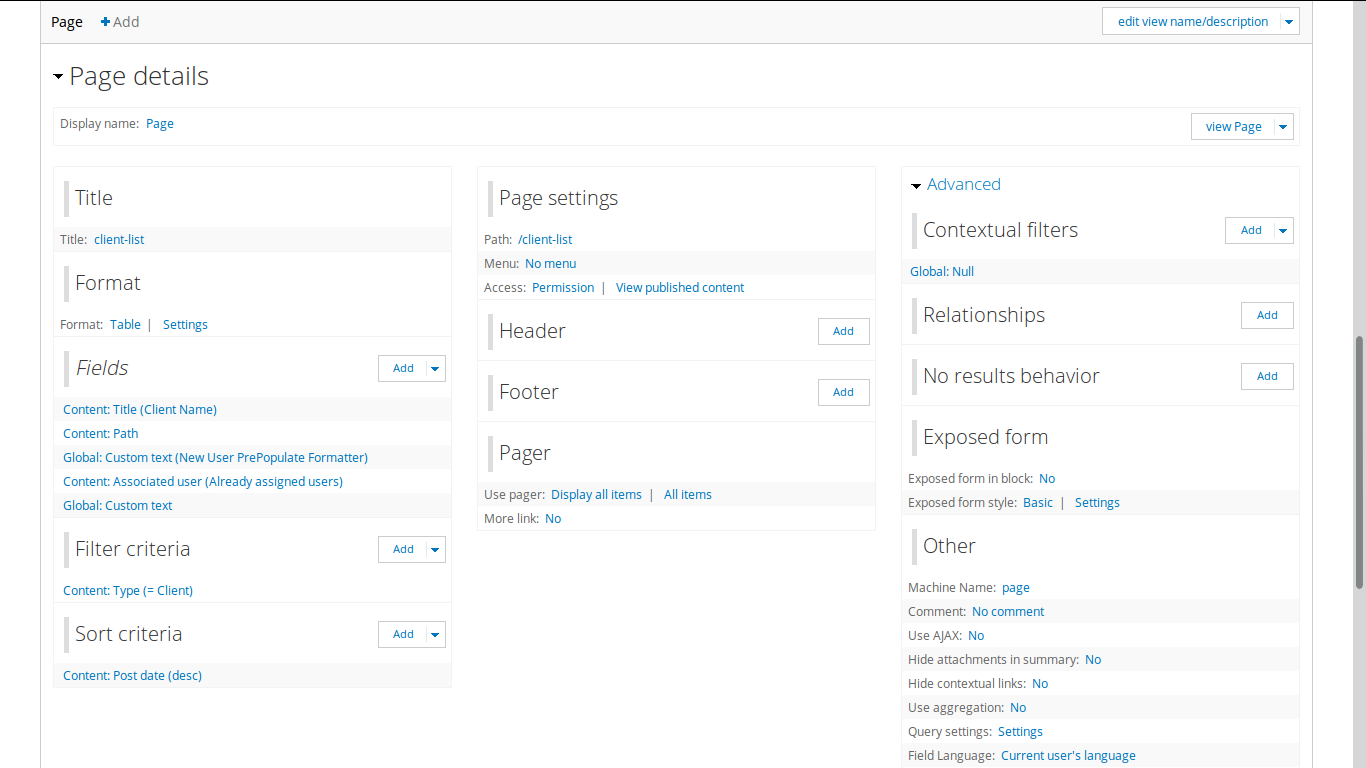 Page + Add
edit view name/description
Page details
Display name: Page
view Page
Title
Title: client-list
Format
Format: Table | Settings
Fields
Add
Content: Title (Client Name)
Content: Path
Global: Custom text (New User PrePopulate Formatter)
Content: Associated user (Already assigned users)
Global: Custom text
Filter criteria
Add
Content: Type (= Client)
Sort criteria
Add
Content: Post date (desc)
Page settings
Path: /client-list
Menu: No menu
Access: Permission | View published content
Header
Add
Footer
Add
Pager
Use pager: Display all items | All items
More link: No
Advanced
Contextual filters
Add
Global: Null
Relationships
Add
No results behavior
Add
Exposed form
Exposed form in block: No
Exposed form style: Basic | Settings
Other
Machine Name: page
Comment: No comment
Use AJAX: No
Hide attachments in summary: No
Hide contextual links: No
Use aggregation: No
Query settings: Settings
Field Language: Current user's language